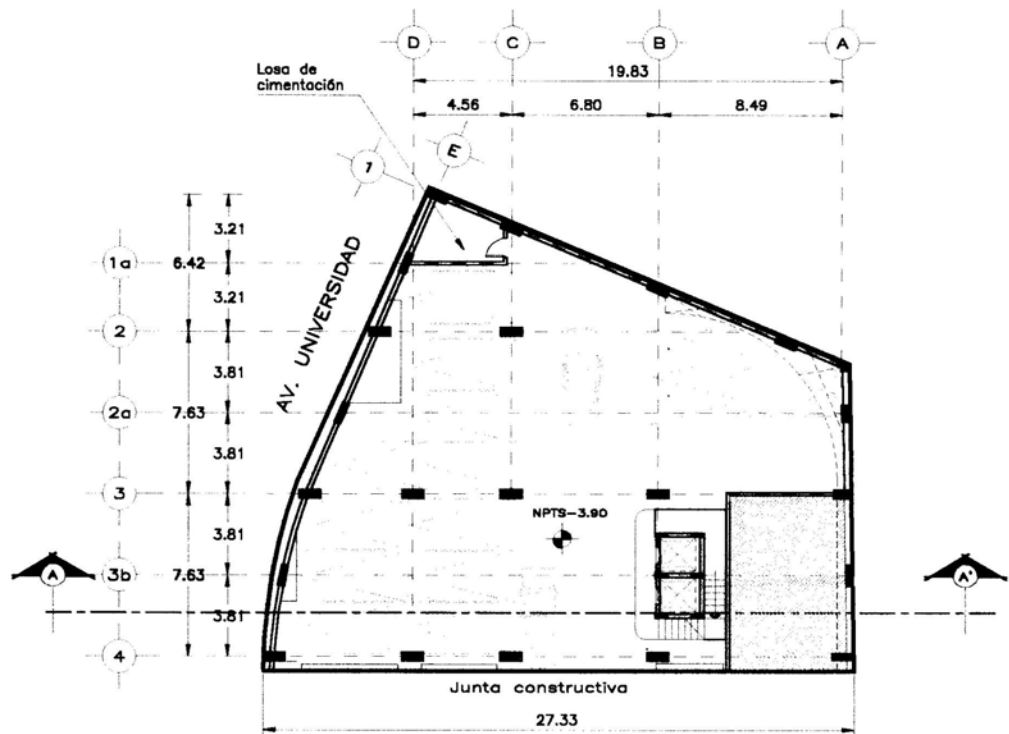 D
C
B
A
19.83
4.56
6.80
8.49
Losa de
cimentación
1
E
AV. UNIVERSIDAD
3.21
1a
6.42
3.21
2
3.81
2a
7.63
3.81
3
NPTS-3.90
3.81
A
3b
7.63
A'
3.81
4
Junta constructiva
27.33